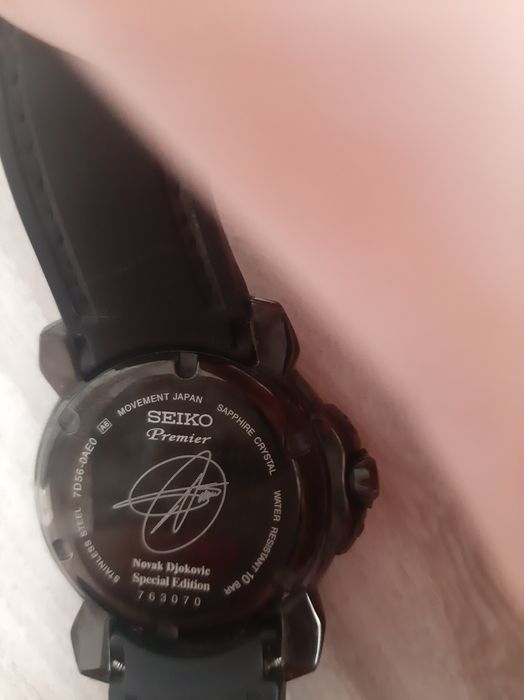 SEIKO
Premier
Novak Djokovic
Special Edition
763070
STAINLESS STEEL 7D56-0AE0 A6 MOVEMENT JAPAN SAPPHIRE CRYSTAL WATER RESISTANT 10 BAR